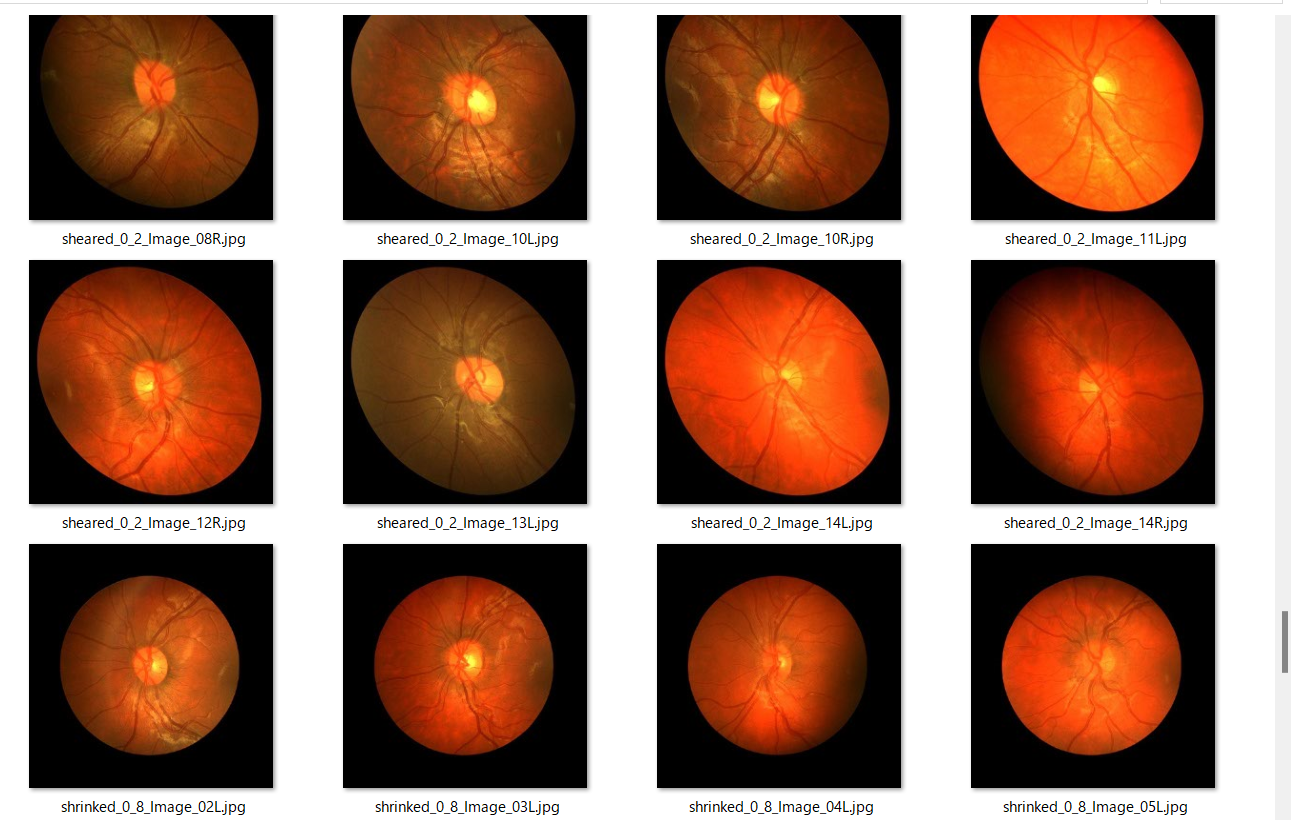 sheared_0_2_Image_08R.jpg
sheared_0_2_Image_10L.jpg
sheared_0_2_Image_10R.jpg
sheared_0_2_Image_11L.jpg
sheared_0_2_Image_12R.jpg
sheared_0_2_Image_13L.jpg
sheared_0_2_Image_14L.jpg
sheared_0_2_Image_14R.jpg
shrinked_0_8_Image_02L.jpg
shrinked_0_8_Image_03L.jpg
shrinked_0_8_Image_04L.jpg
shrinked_0_8_Image_05L.jpg